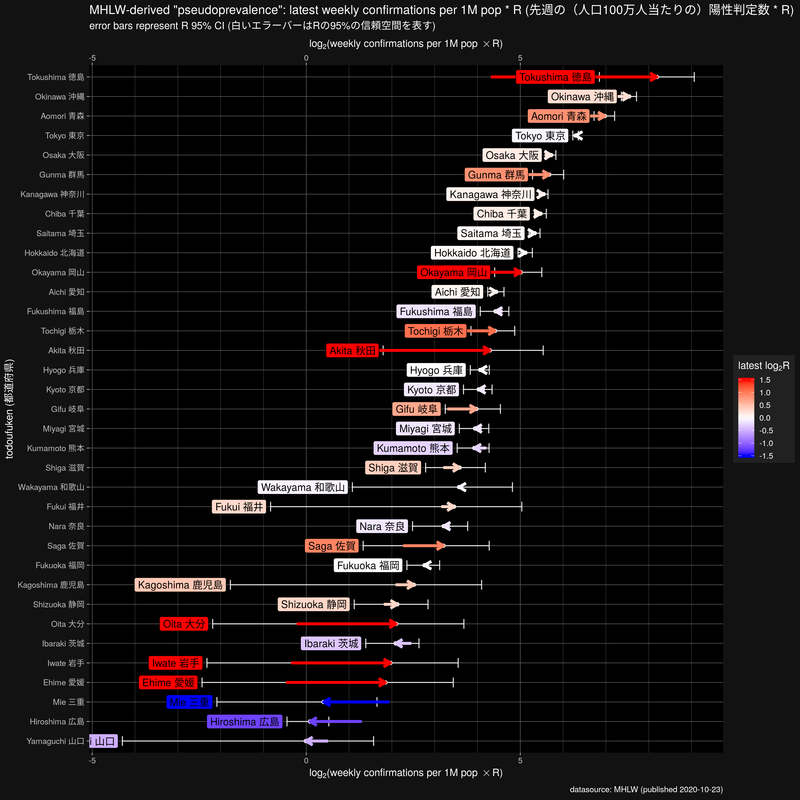 MHLW-derived "pseudoprevalence": latest weekly confirmations per 1M pop * R (先週の（人口100万人当たりの）陽性判定数 * R)
error bars represent R 95% CI (白いエラーバーはRの95%の信頼空間を表す)
log2(weekly confirmations per 1M pop × R)
-5 0 5
Tokushima 徳島 Tokushima 徳島
Okinawa 沖縄 Okinawa 沖縄
Aomori 青森 Aomori 青森
Tokyo 東京 Tokyo 東京
Osaka 大阪 Osaka 大阪
Gunma 群馬 Gunma 群馬
Kanagawa 神奈川 Kanagawa 神奈川
Chiba 千葉 Chiba 千葉
Saitama 埼玉 Saitama 埼玉
Hokkaido 北海道 Hokkaido 北海道
Okayama 岡山 Okayama 岡山
Aichi 愛知 Aichi 愛知
Fukushima 福島 Fukushima 福島
Tochigi 栃木 Tochigi 栃木
Akita 秋田 Akita 秋田
Hyogo 兵庫 Hyogo 兵庫
Kyoto 京都 Kyoto 京都
Gifu 岐阜 Gifu 岐阜
Miyagi 宮城 Miyagi 宮城
Kumamoto 熊本 Kumamoto 熊本
Shiga 滋賀 Shiga 滋賀
Wakayama 和歌山 Wakayama 和歌山
Fukui 福井 Fukui 福井
Nara 奈良 Nara 奈良
Saga 佐賀 Saga 佐賀
Fukuoka 福岡 Fukuoka 福岡
Kagoshima 鹿児島 Kagoshima 鹿児島
Shizuoka 静岡 Shizuoka 静岡
Oita 大分 Oita 大分
Ibaraki 茨城 Ibaraki 茨城
Iwate 岩手 Iwate 岩手
Ehime 愛媛 Ehime 愛媛
Mie 三重 Mie 三重
Hiroshima 広島 Hiroshima 広島
Yamaguchi 山口 i 山口
-5 0 5
log2(weekly confirmations per 1M pop × R)
todoufuken (都道府県)
latest log2R
1.5
1.0
0.5
0.0
-0.5
-1.0
-1.5
datasource: MHLW (published 2020-10-23)